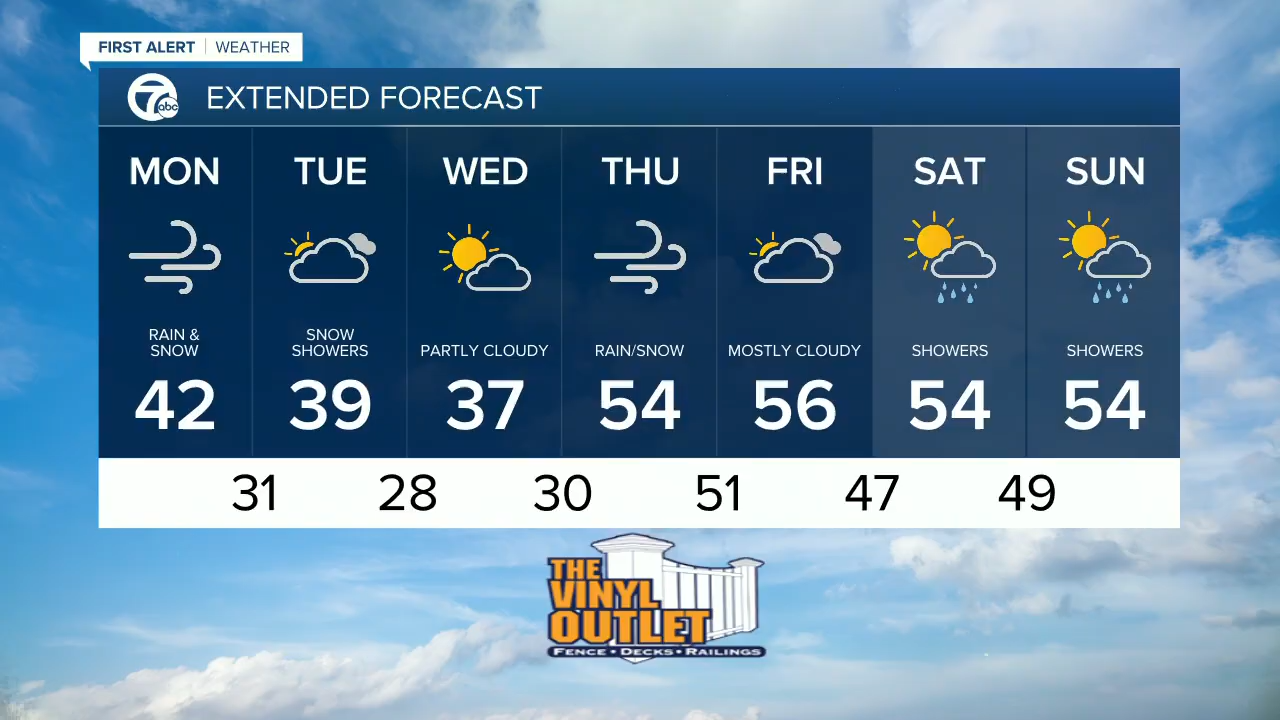 FIRST ALERT | WEATHER
7 abc EXTENDED FORECAST
MON TUE WED THU FRI SAT SUN
RAIN &
SNOW
SNOW
SHOWERS
PARTLY CLOUDY
RAIN/SNOW
MOSTLY CLOUDY
SHOWERS
SHOWERS
42 39 37 54 56 54 54
31 28 30 51 47 49
THE
VINYL
OUTLET
FENCE • DECKS • RAILINGS